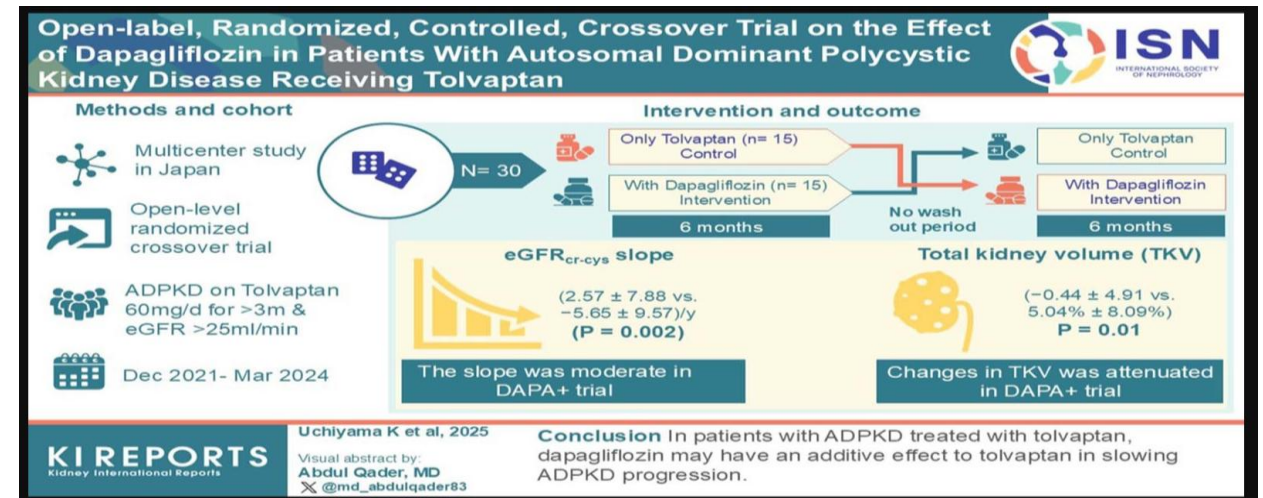 Open-label, Randomized, Controlled, Crossover Trial on the Effect
of Dapagliflozin in Patients With Autosomal Dominant Polycystic
Kidney Disease Receiving Tolvaptan
ISN
INTERNATIONAL SOCIETY
OF NEPHROLOGY
Methods and cohort
Multicenter study
in Japan
Open-level
randomized
crossover trial
ADPKD on Tolvaptan
60mg/d for >3m &
eGFR >25ml/min
Dec 2021- Mar 2024
Intervention and outcome
N= 30
Only Tolvaptan (n= 15)
Control
With Dapagliflozin (n= 15)
Intervention
6 months
No wash
out period
Only Tolvaptan
Control
With Dapagliflozin
Intervention
6 months
eGFRcr-cys slope
(2.57 ± 7.88 vs.
−5.65 ± 9.57)/y
(P = 0.002)
The slope was moderate in
DAPA+ trial
Total kidney volume (TKV)
(−0.44 ± 4.91 vs.
5.04% ± 8.09%)
P = 0.01
Changes in TKV was attenuated
in DAPA+ trial
KI REPORTS
Kidney International Reports
Uchiyama K et al, 2025
Visual abstract by:
Abdul Qader, MD
X @md_abdulqader83
Conclusion In patients with ADPKD treated with tolvaptan,
dapagliflozin may have an additive effect to tolvaptan in slowing
ADPKD progression.